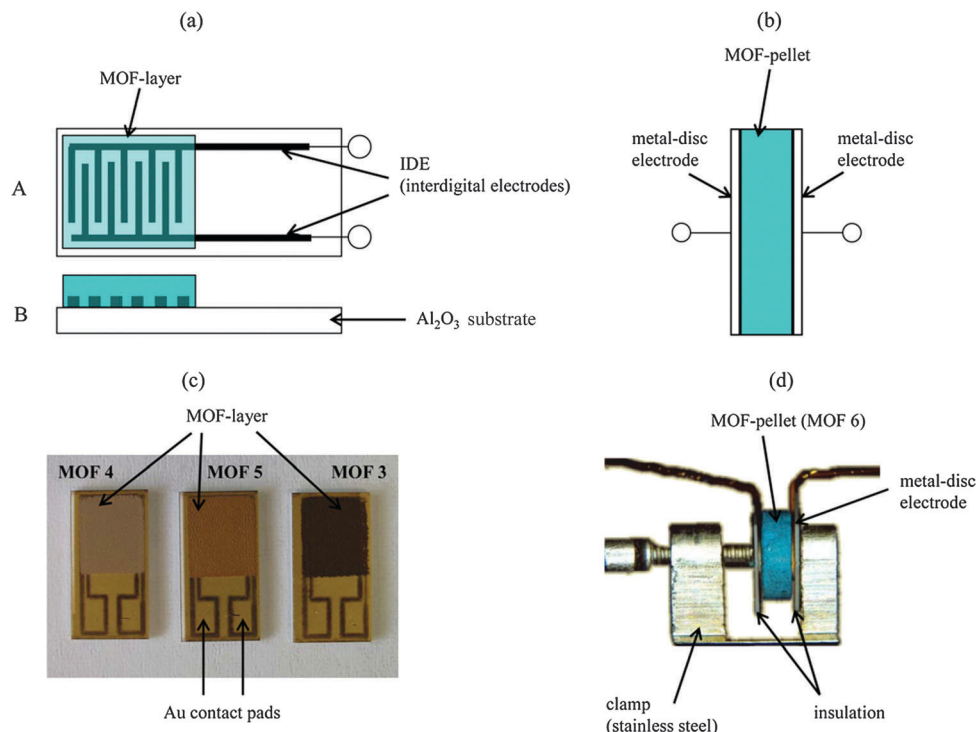 (a)
MOF-layer
A
IDE
(interdigital electrodes)
B
Al₂O₃ substrate
(b)
MOF-pellet
metal-disc
electrode
metal-disc
electrode
(c)
MOF-layer
MOF 4
MOF 5
MOF 3
Au contact pads
(d)
MOF-pellet (MOF 6)
metal-disc
electrode
clamp
(stainless steel)
insulation